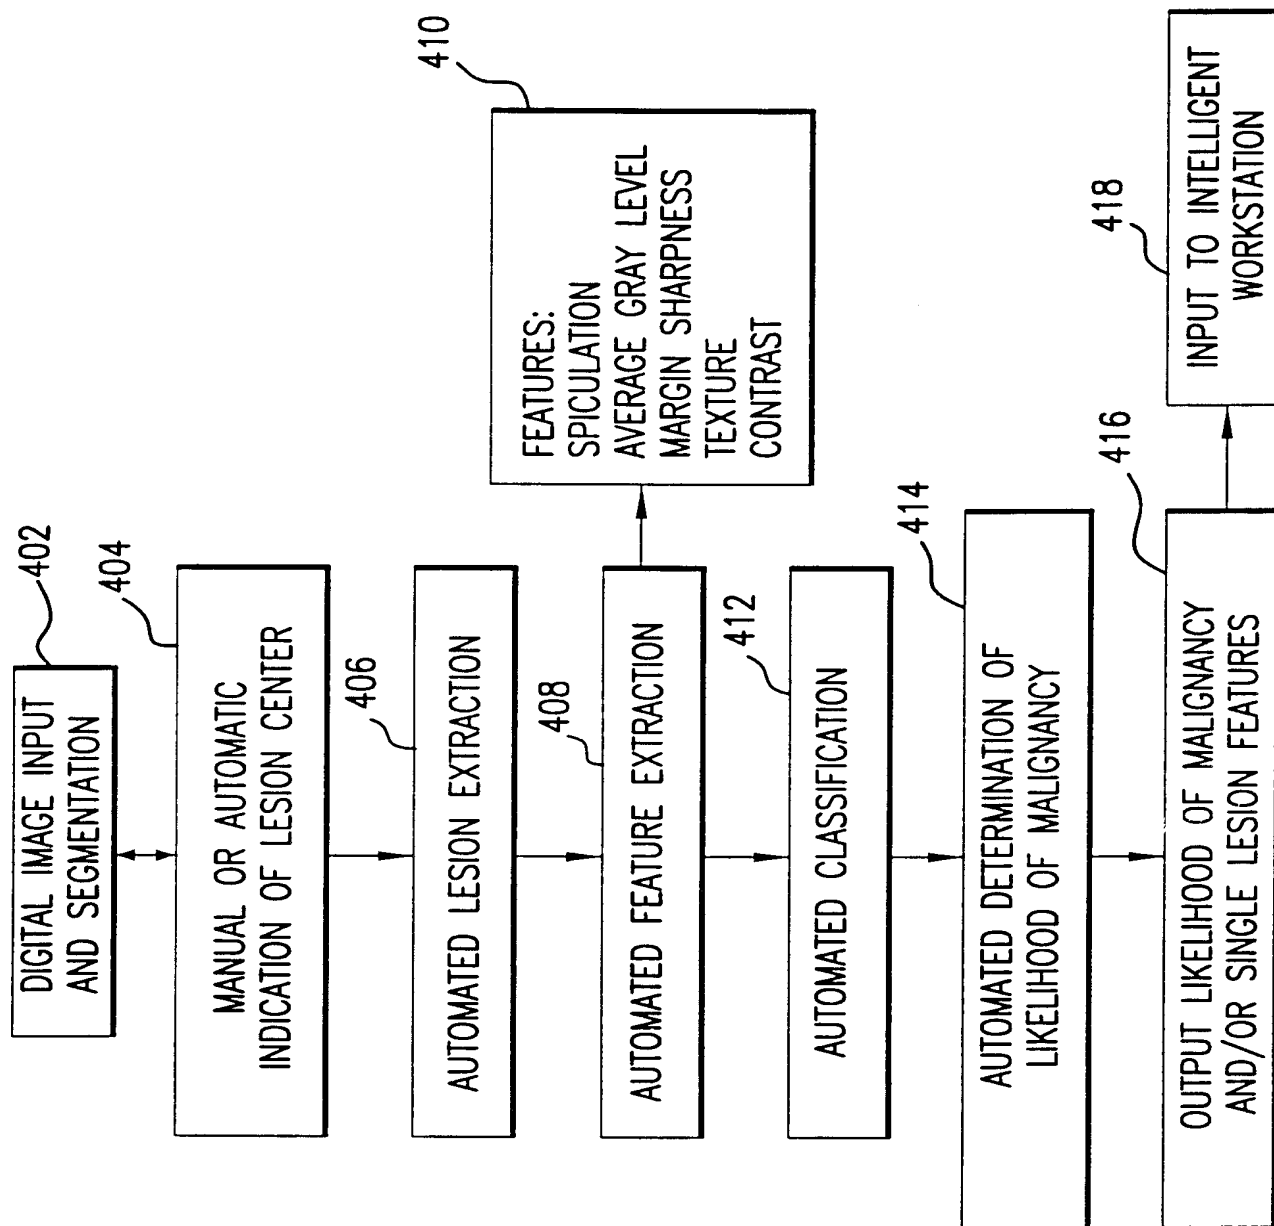 402
DIGITAL IMAGE INPUT
AND SEGMENTATION
404
MANUAL OR AUTOMATIC
INDICATION OF LESION CENTER
406
AUTOMATED LESION EXTRACTION
408
AUTOMATED FEATURE EXTRACTION
410
FEATURES:
SPICULATION
AVERAGE GRAY LEVEL
MARGIN SHARPNESS
TEXTURE
CONTRAST
412
AUTOMATED CLASSIFICATION
414
AUTOMATED DETERMINATION OF
LIKELIHOOD OF MALIGNANCY
416
OUTPUT LIKELIHOOD OF MALIGNANCY
AND/OR SINGLE LESION FEATURES
418
INPUT TO INTELLIGENT
WORKSTATION